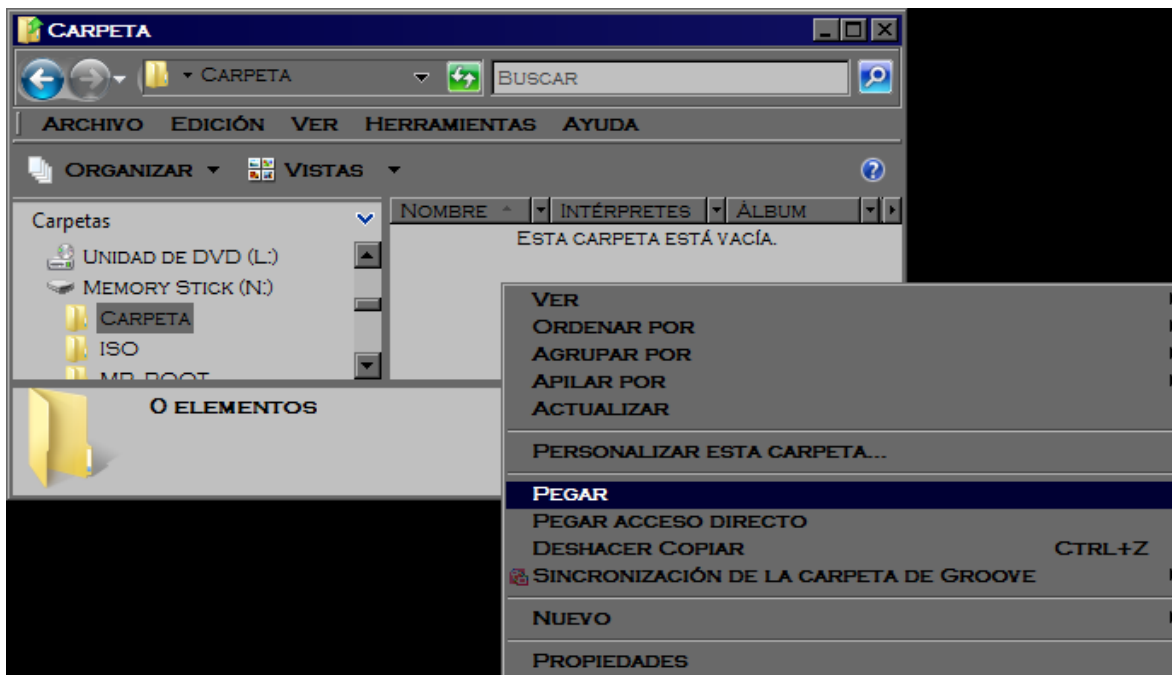 Carpeta
Carpeta
Buscar
Archivo Edición Ver Herramientas Ayuda
Organizar Vistas
Carpetas
Nombre Intérpretes Álbum
Esta carpeta está vacía.
Unidad de DVD (L:)
Memory Stick (N:)
Carpeta
ISO
0 elementos
Ver
Ordenar por
Agrupar por
Apilar por
Actualizar
Personalizar esta carpeta...
Pegar
Pegar acceso directo
Deshacer Copiar Ctrl+Z
Sincronización de la carpeta de Groove
Nuevo
Propiedades